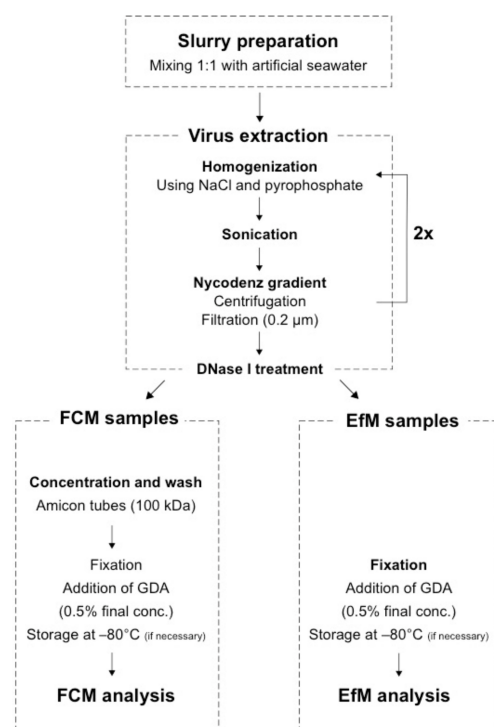 Slurry preparation
Mixing 1:1 with artificial seawater
Virus extraction
Homogenization
Using NaCl and pyrophosphate
2x
Sonication
Nycodenz gradient
Centrifugation
Filtration (0.2 µm)
DNase I treatment
FCM samples
Concentration and wash
Amicon tubes (100 kDa)
Fixation
Addition of GDA
(0.5% final conc.)
Storage at –80°C (if necessary)
FCM analysis
EfM samples
Fixation
Addition of GDA
(0.5% final conc.)
Storage at –80°C (if necessary)
EfM analysis